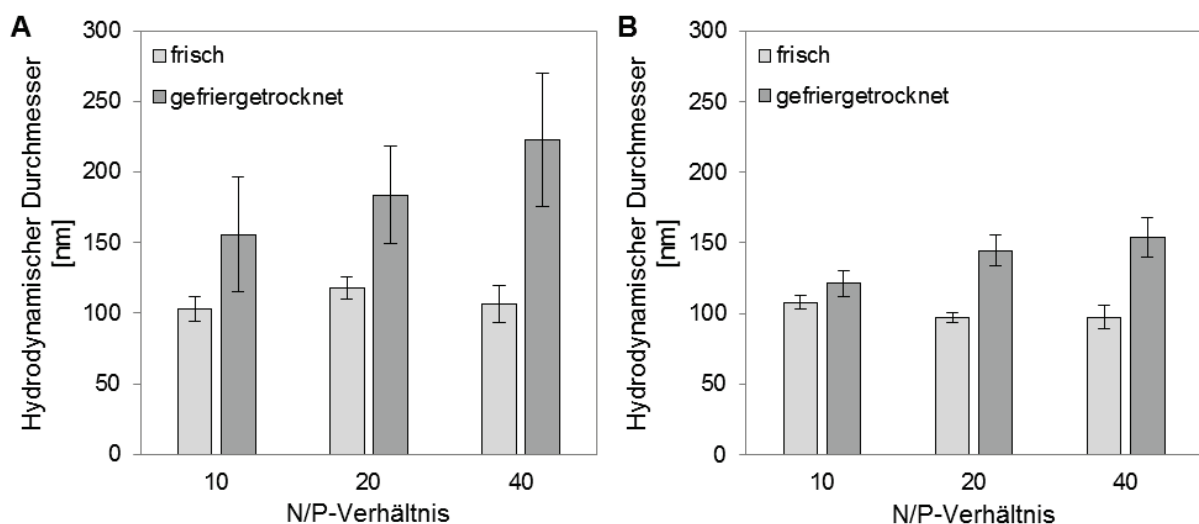 A
Hydrodynamischer Durchmesser
[nm]
300
250
200
150
100
50
0
frisch
gefriergetrocknet
10
20
40
N/P-Verhältnis
B
Hydrodynamischer Durchmesser
[nm]
300
250
200
150
100
50
0
frisch
gefriergetrocknet
10
20
40
N/P-Verhältnis